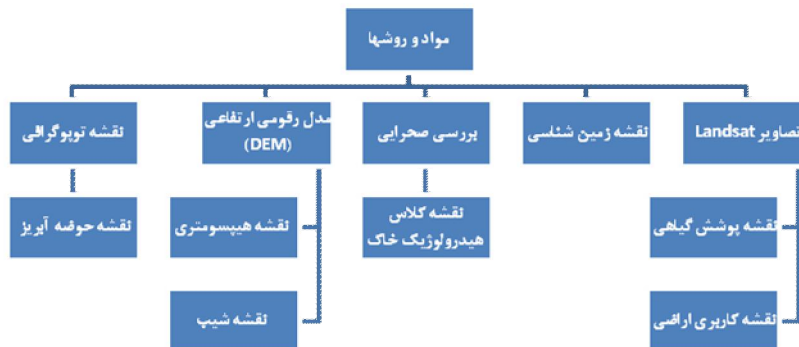 مواد و روشها
تصاویر Landsat
نقشه زمین شناسی
بررسی صحرایی
مدل رقومی ارتفاعی
(DEM)
نقشه توپوگرافی
نقشه پوشش گیاهی
نقشه کلاس
هیدرولوژیک خاک
نقشه هیپسومتری
نقشه حوضه آبریز
نقشه کاربری اراضی
نقشه شیب